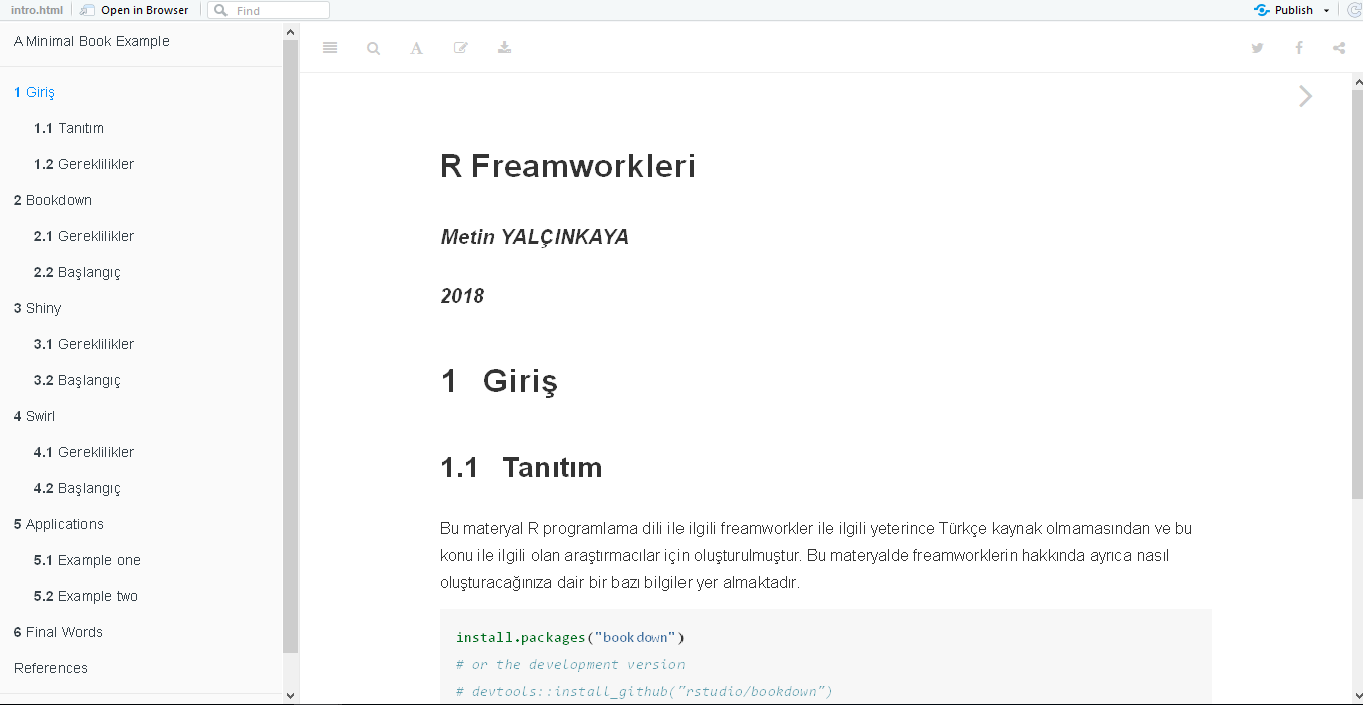 intro.html Open in Browser Find Publish
A Minimal Book Example
1 Giriş
1.1 Tanıtım
1.2 Gereklilikler
2 Bookdown
2.1 Gereklilikler
2.2 Başlangıç
3 Shiny
3.1 Gereklilikler
3.2 Başlangıç
4 Swirl
4.1 Gereklilikler
4.2 Başlangıç
5 Applications
5.1 Example one
5.2 Example two
6 Final Words
References
A
R Freamworkleri
Metin YALÇINKAYA
2018
1 Giriş
1.1 Tanıtım
Bu materyal R programlama dili ile ilgili freamworkler ile ilgili yeterince Türkçe kaynak olmamasından ve bu
konu ile ilgili olan araştırmacılar için oluşturulmuştur. Bu materyalde freamworklerin hakkında ayrıca nasıl
oluşturacağınıza dair bir bazı bilgiler yer almaktadır.
install.packages("bookdown")
# or the development version
# devtools::install_github("rstudio/bookdown")